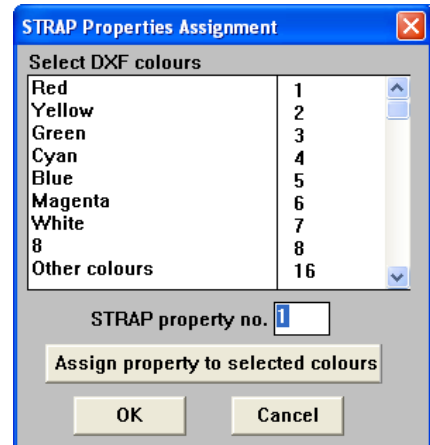 STRAP Properties Assignment
Select DXF colours
Red 1
Yellow 2
Green 3
Cyan 4
Blue 5
Magenta 6
White 7
8 8
Other colours 16
STRAP property no. 1
Assign property to selected colours
OK Cancel